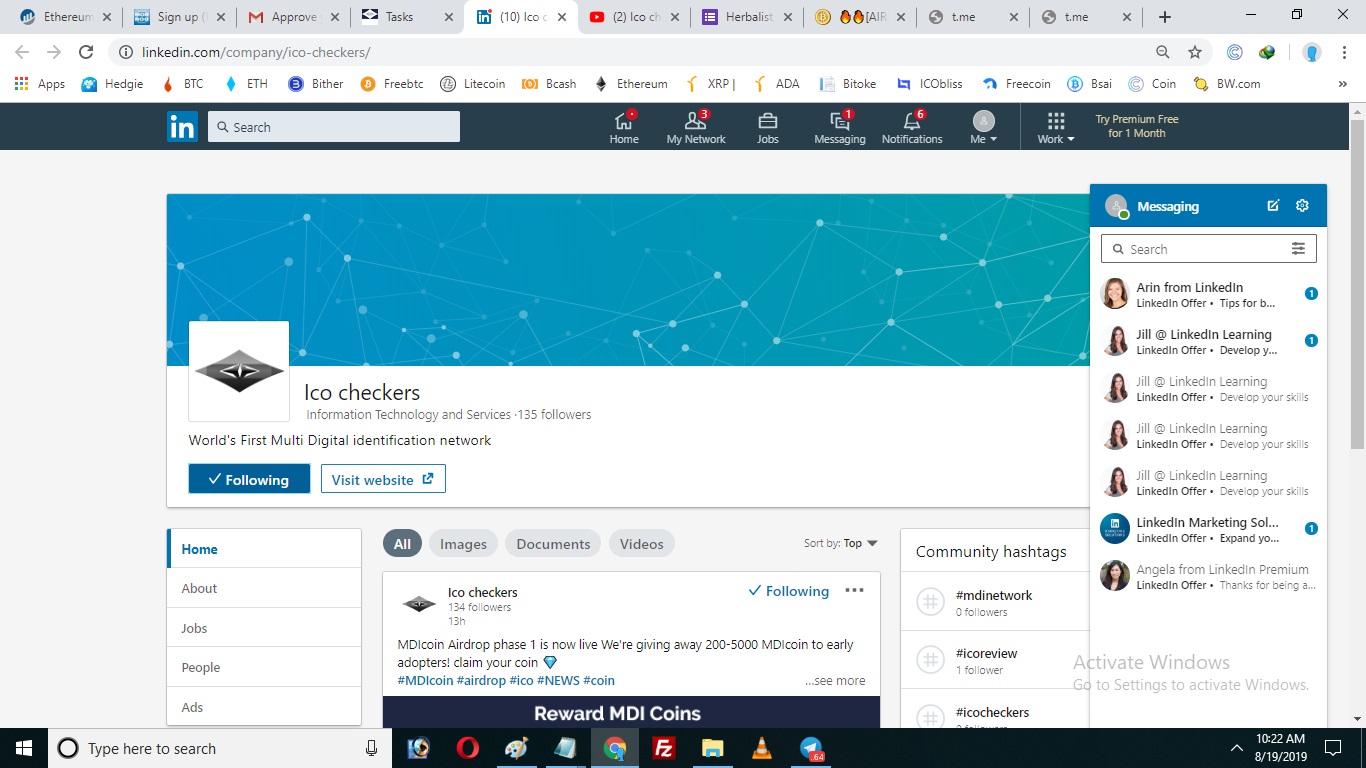 Ethereum
Sign up (
Approve
Tasks
(10) Ico c
(2) Ico ch
Herbalist
[AIR
t.me
t.me
linkedin.com/company/ico-checkers/
Apps
Hedgie
BTC
ETH
Bither
Freebtc
Litecoin
Bcash
Ethereum
XRP |
ADA
Bitoke
ICObliss
Freecoin
Bsai
Coin
BW.com
»
in
Search
Home
3
My Network
Jobs
1
Messaging
6
Notifications
Me
Work
Try Premium Free
for 1 Month
Ico checkers
Information Technology and Services · 135 followers
World's First Multi Digital identification network
Following
Visit website
Home
About
Jobs
People
Ads
All
Images
Documents
Videos
Sort by: Top
Ico checkers
134 followers
13h
Following
MDIcoin Airdrop phase 1 is now live We're giving away 200-5000 MDIcoin to early
adopters! claim your coin 💎
#MDIcoin #airdrop #ico #NEWS #coin
...see more
Reward MDI Coins
Community hashtags
#mdinetwork
0 followers
#icoreview
1 follower
#icocheckers
Messaging
Search
Arin from LinkedIn
LinkedIn Offer • Tips for b...
1
Jill @ LinkedIn Learning
LinkedIn Offer • Develop y...
1
Jill @ LinkedIn Learning
LinkedIn Offer • Develop your skills
Jill @ LinkedIn Learning
LinkedIn Offer • Develop your skills
Jill @ LinkedIn Learning
LinkedIn Offer • Develop your skills
LinkedIn Marketing Sol...
LinkedIn Offer • Expand yo...
1
Angela from LinkedIn Premium
LinkedIn Offer • Thanks for being a...
Activate Windows
Go to Settings to activate Windows.
Type here to search
.64
10:22 AM
8/19/2019